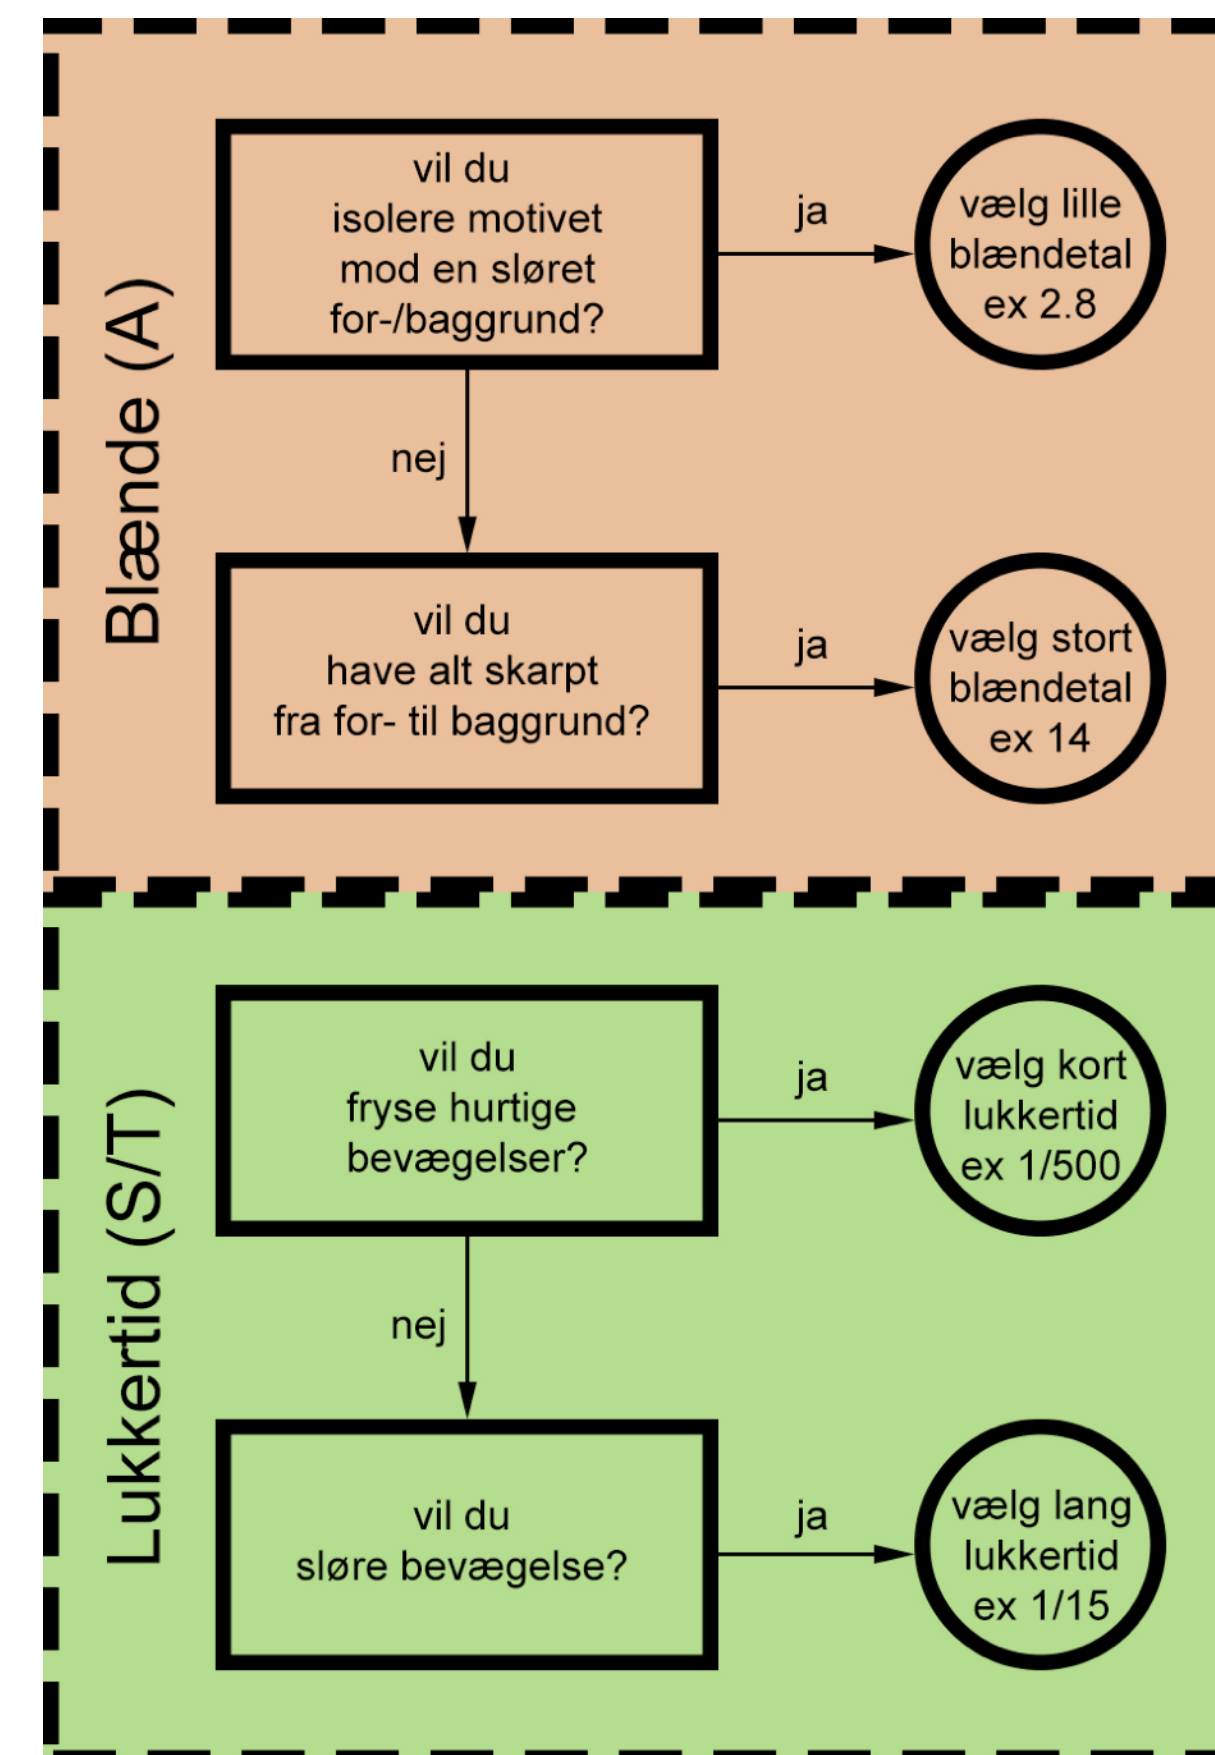 Blænde (A)
vil du
isolere motivet
mod en sløret
for-/baggrund?
ja
vælg lille
blændetal
ex 2.8
nej
vil du
have alt skarpt
fra for- til baggrund?
ja
vælg stort
blændetal
ex 14
Lukkertid (S/T)
vil du
fryse hurtige
bevægelser?
ja
vælg kort
lukkertid
ex 1/500
nej
vil du
sløre bevægelse?
ja
vælg lang
lukkertid
ex 1/15